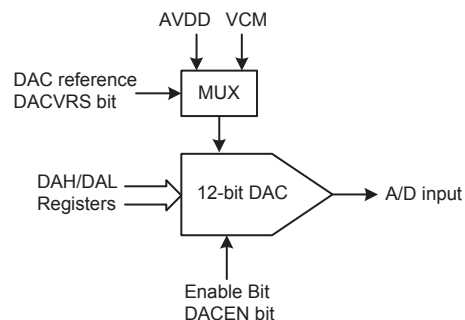 AVDD VCM
DAC reference
DACVRS bit
MUX
DAH/DAL
Registers
12-bit DAC
A/D input
Enable Bit
DACEN bit